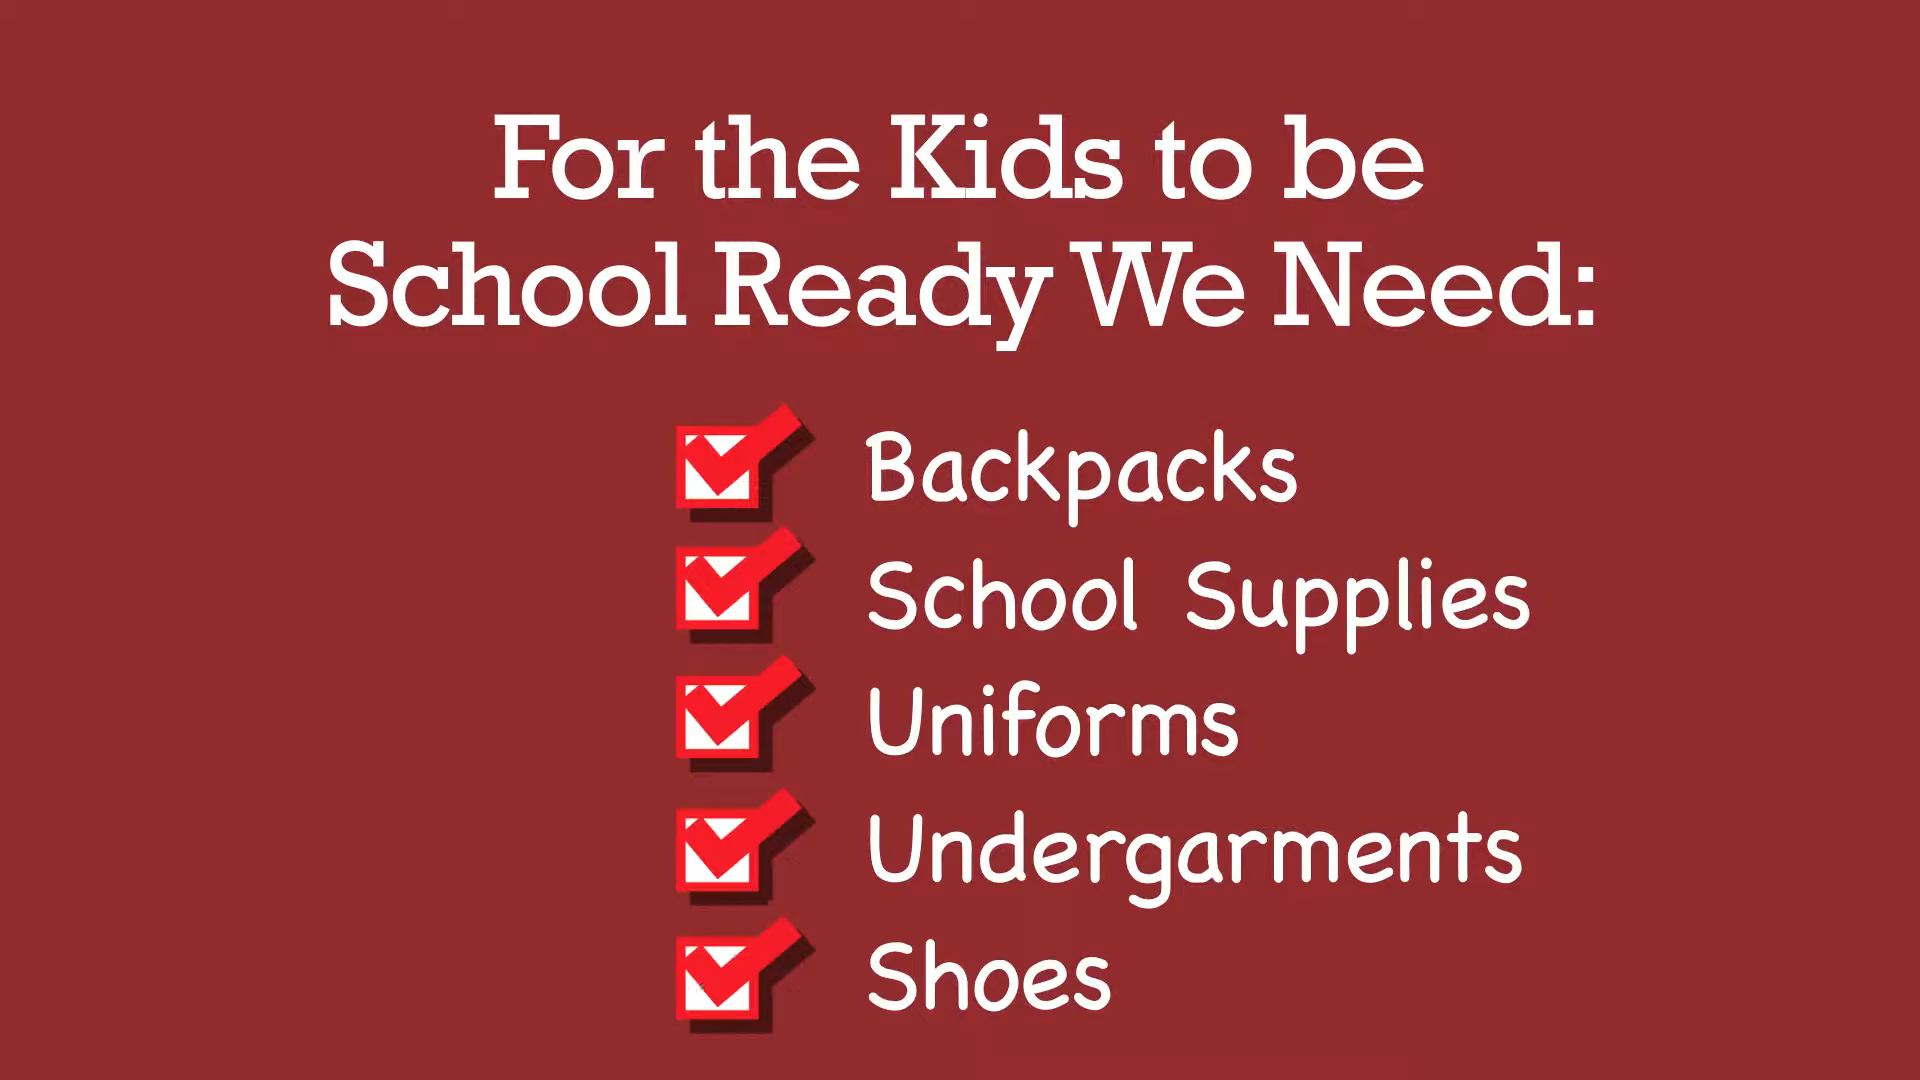 For the Kids to be
School Ready We Need:
Backpacks
School Supplies
Uniforms
Undergarments
Shoes